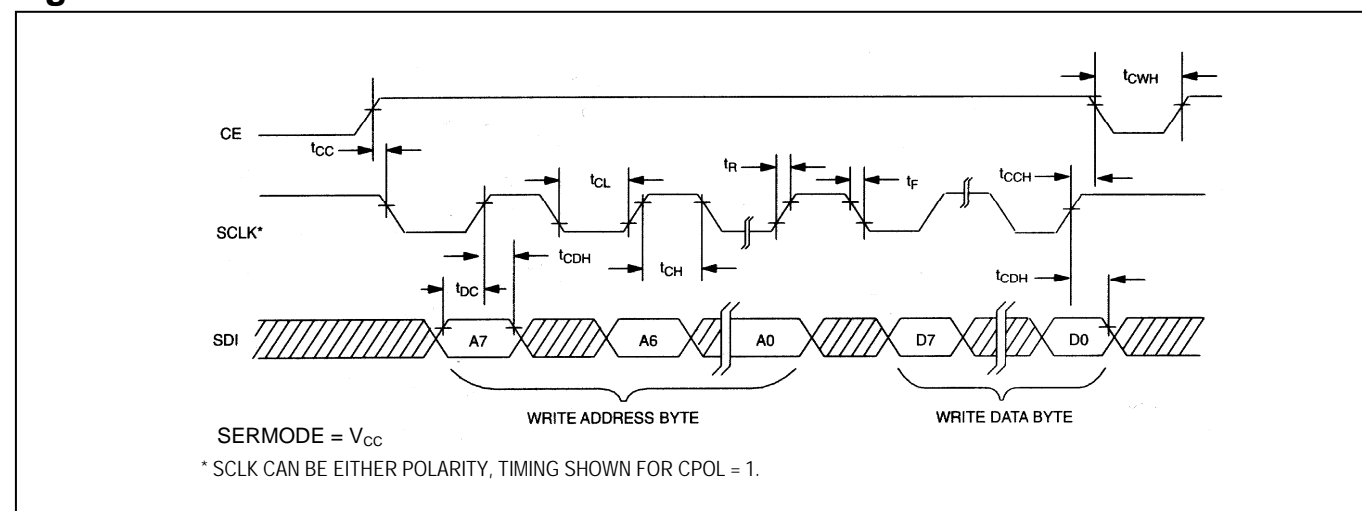 tCWH
CE
tCC
tCL
tR
tF
tCCH
SCLK*
tCDH
tCH
tCDH
tDC
SDI
A7
A6
A0
D7
D0
WRITE ADDRESS BYTE
WRITE DATA BYTE
SERMODE = VCC
* SCLK CAN BE EITHER POLARITY, TIMING SHOWN FOR CPOL = 1.